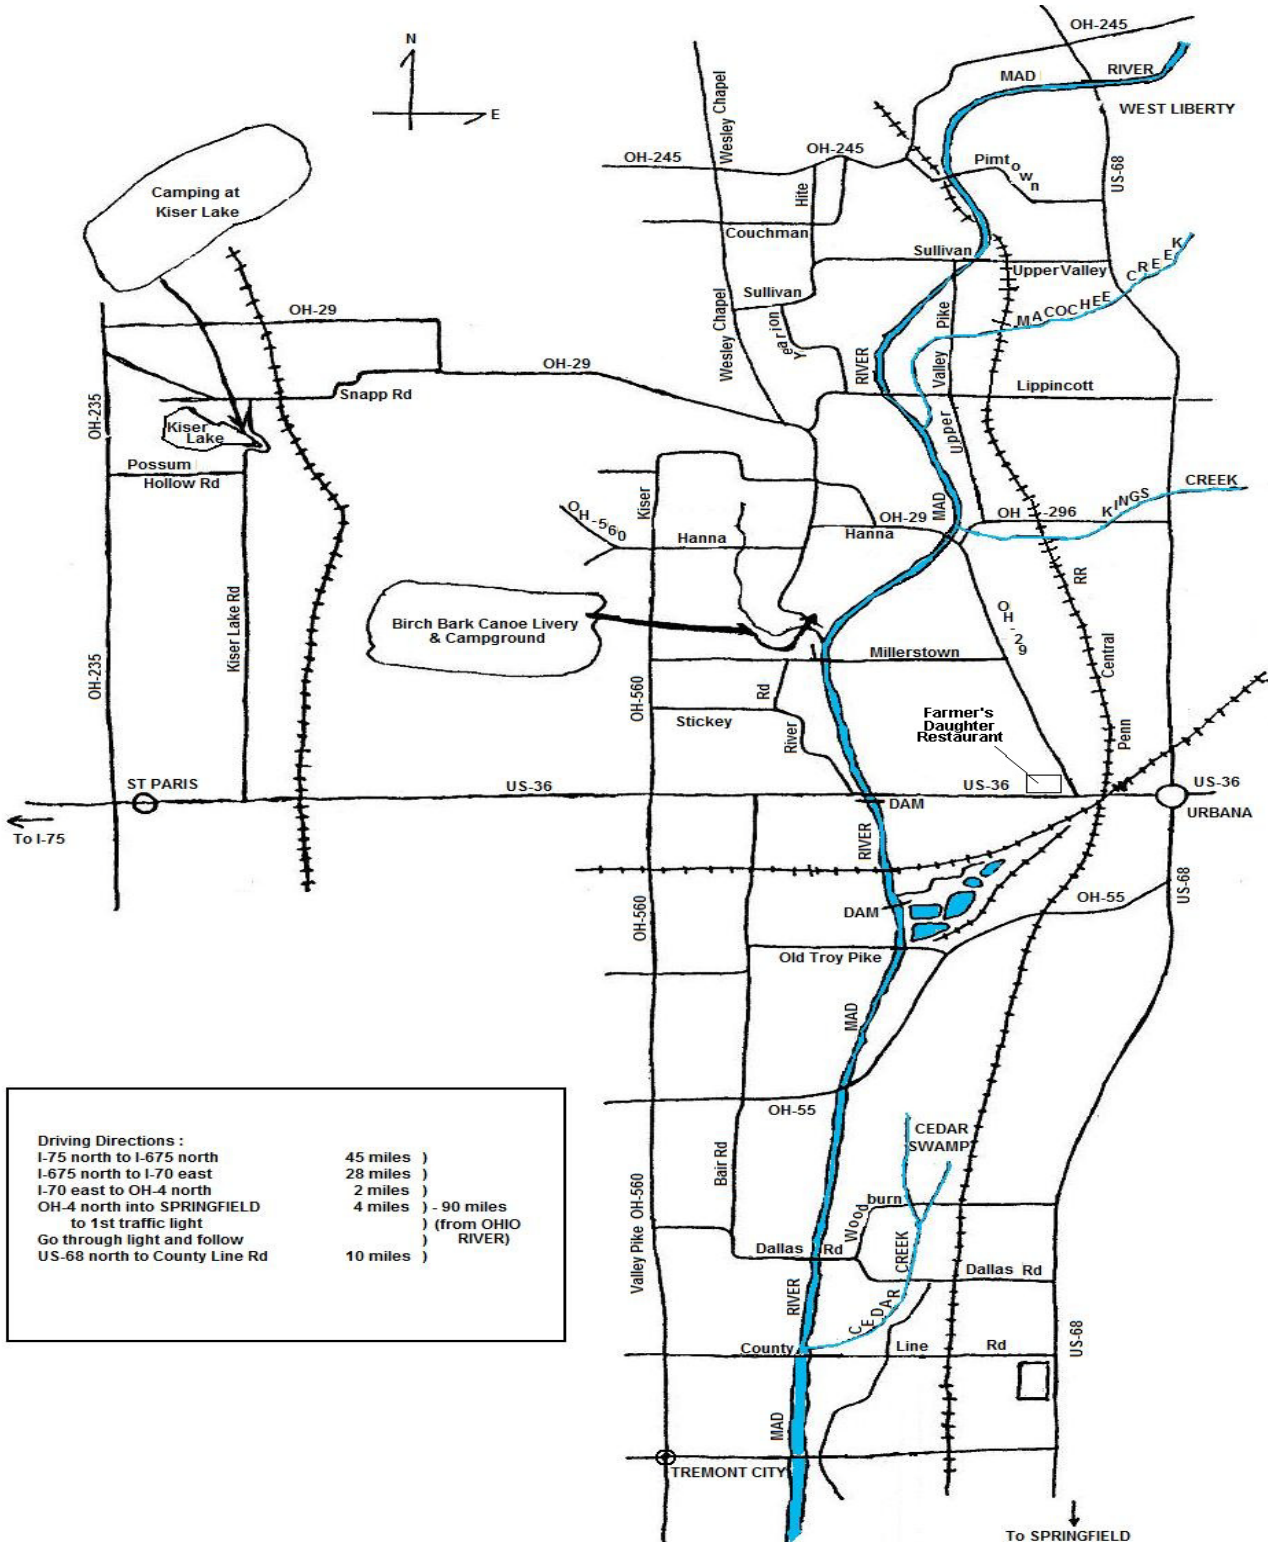 OH-245
N
MAD
RIVER
E
WEST LIBERTY
Wesley Chapel
OH-245
OH-245
Pimtown
US-68
Camping at
Kiser Lake
Hite
Couchman
Sullivan
Upper Valley
MACOCHEE CREEK
Sullivan
OH-29
Yearion
Wesley Chapel
RIVER
Upper Valley Pike
OH-29
Lippincott
Snapp Rd
OH-235
Kiser
Lake
Possum
Hollow Rd
Kiser
OH-560
Hanna
OH-29
Hanna
MAD
OH-296
KINGS
CREEK
RR
Kiser Lake Rd
Birch Bark Canoe Livery
& Campground
OH-29
Millerstown
Central
OH-235
OH-560
Rd
Stickey
River
Farmer's
Daughter
Restaurant
Penn
ST PARIS
US-36
US-36
US-36
DAM
URBANA
To I-75
RIVER
OH-560
DAM
OH-55
US-68
Old Troy Pike
MAD
OH-55
CEDAR
SWAMP
Bair Rd
Driving Directions :
I-75 north to I-675 north 45 miles )
I-675 north to I-70 east 28 miles )
I-70 east to OH-4 north 2 miles )
OH-4 north into SPRINGFIELD 4 miles ) - 90 miles
to 1st traffic light ) (from OHIO
Go through light and follow ) RIVER)
US-68 north to County Line Rd 10 miles )
Valley Pike OH-560
Woodburn
Dallas Rd
CEDAR CREEK
Dallas Rd
RIVER
County Line Rd
US-68
MAD
TREMONT CITY
To SPRINGFIELD